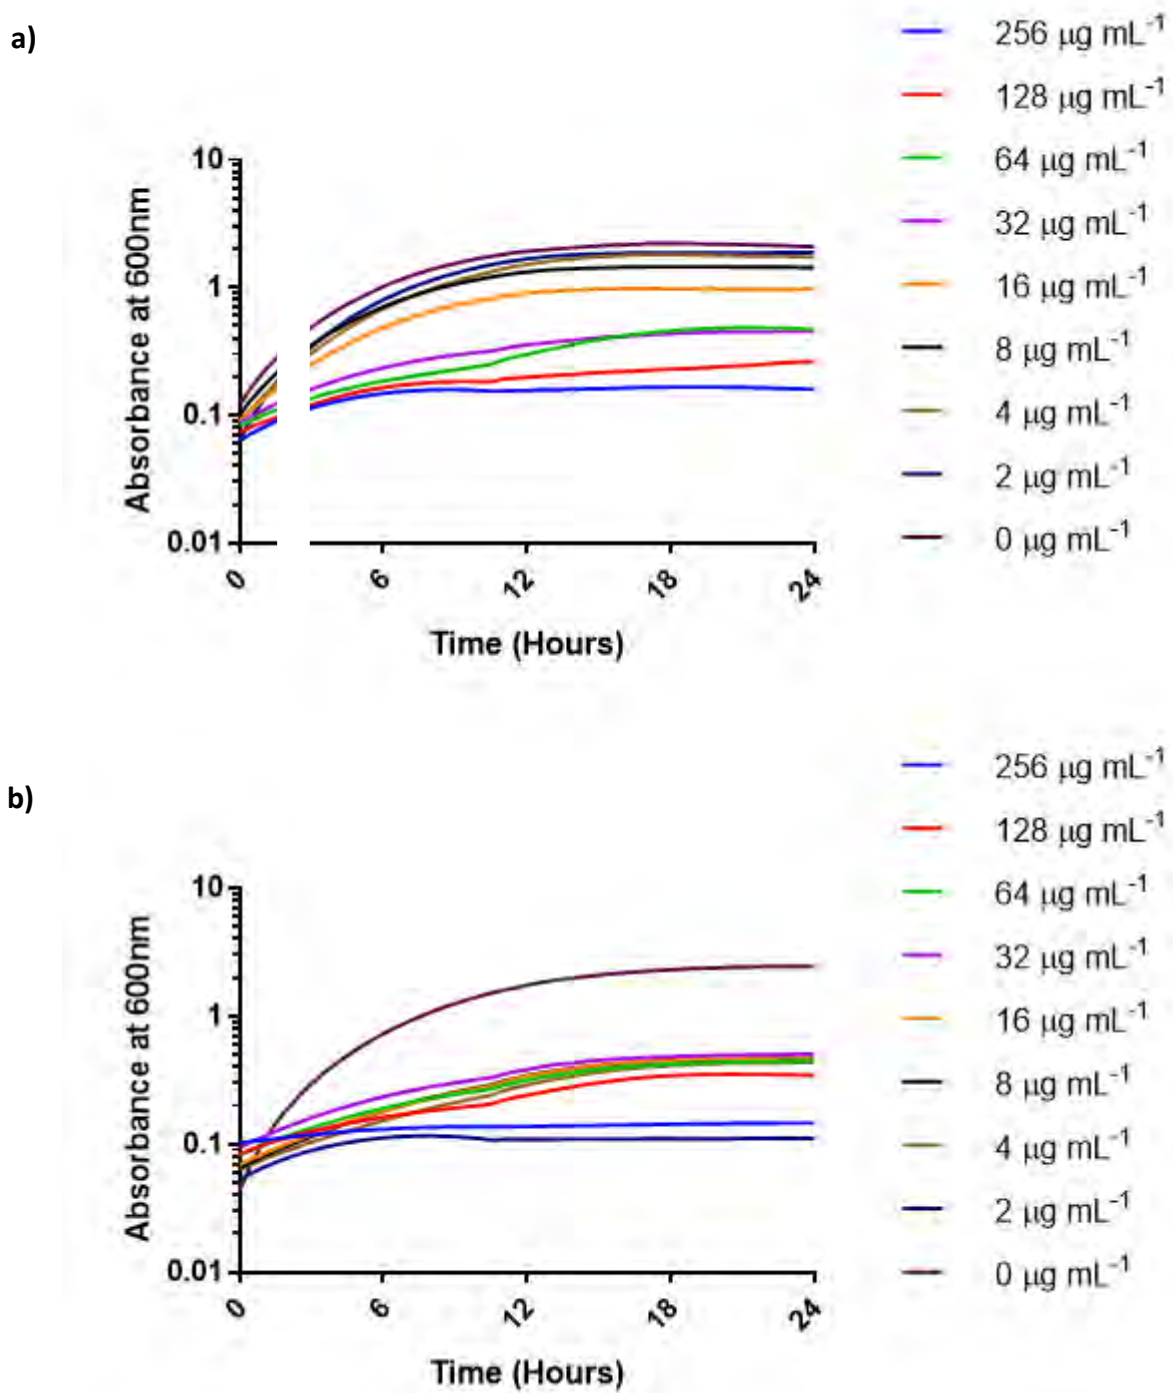 a)
Absorbance at 600nm
10
1
0.1
0.01
0
6
12
18
24
Time (Hours)
256 µg mL⁻¹
128 µg mL⁻¹
64 µg mL⁻¹
32 µg mL⁻¹
16 µg mL⁻¹
8 µg mL⁻¹
4 µg mL⁻¹
2 µg mL⁻¹
0 µg mL⁻¹
b)
Absorbance at 600nm
10
1
0.1
0.01
0
6
12
18
24
Time (Hours)
256 µg mL⁻¹
128 µg mL⁻¹
64 µg mL⁻¹
32 µg mL⁻¹
16 µg mL⁻¹
8 µg mL⁻¹
4 µg mL⁻¹
2 µg mL⁻¹
0 µg mL⁻¹